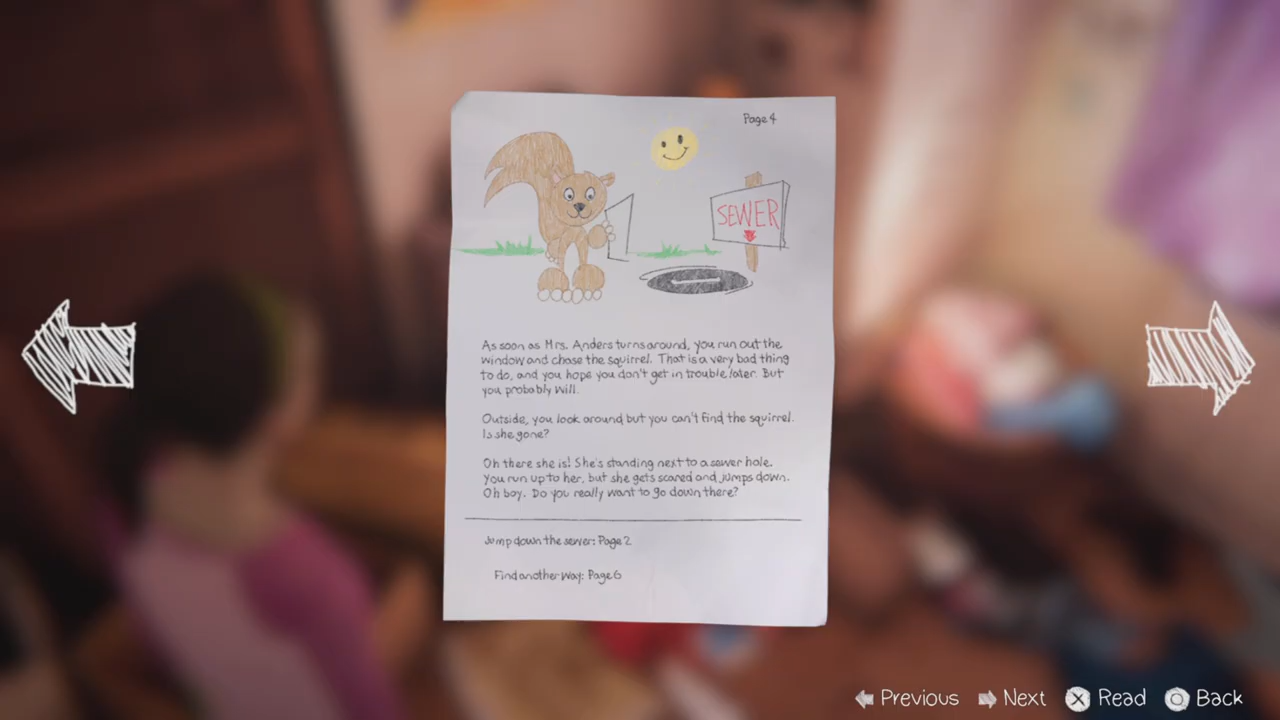 Page 4
SEWER
As soon as Mrs. Anders turns around, you run out the
window and chase the squirrel. That is a very bad thing
to do, and you hope you don't get in trouble later. But
you probably will.
Outside, you look around but you can't find the squirrel.
Is she gone?
Oh there she is! She's standing next to a sewer hole.
You run up to her, but she gets scared and jumps down.
Oh boy. Do you really want to go down there?
Jump down the sewer: Page 2
Find another way: Page 6
Previous Next Read Back